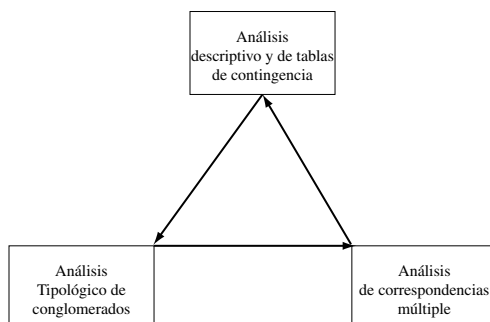 Análisis
descriptivo y de tablas
de contingencia
Análisis
Tipológico de
conglomerados
Análisis
de correspondencias
múltiple